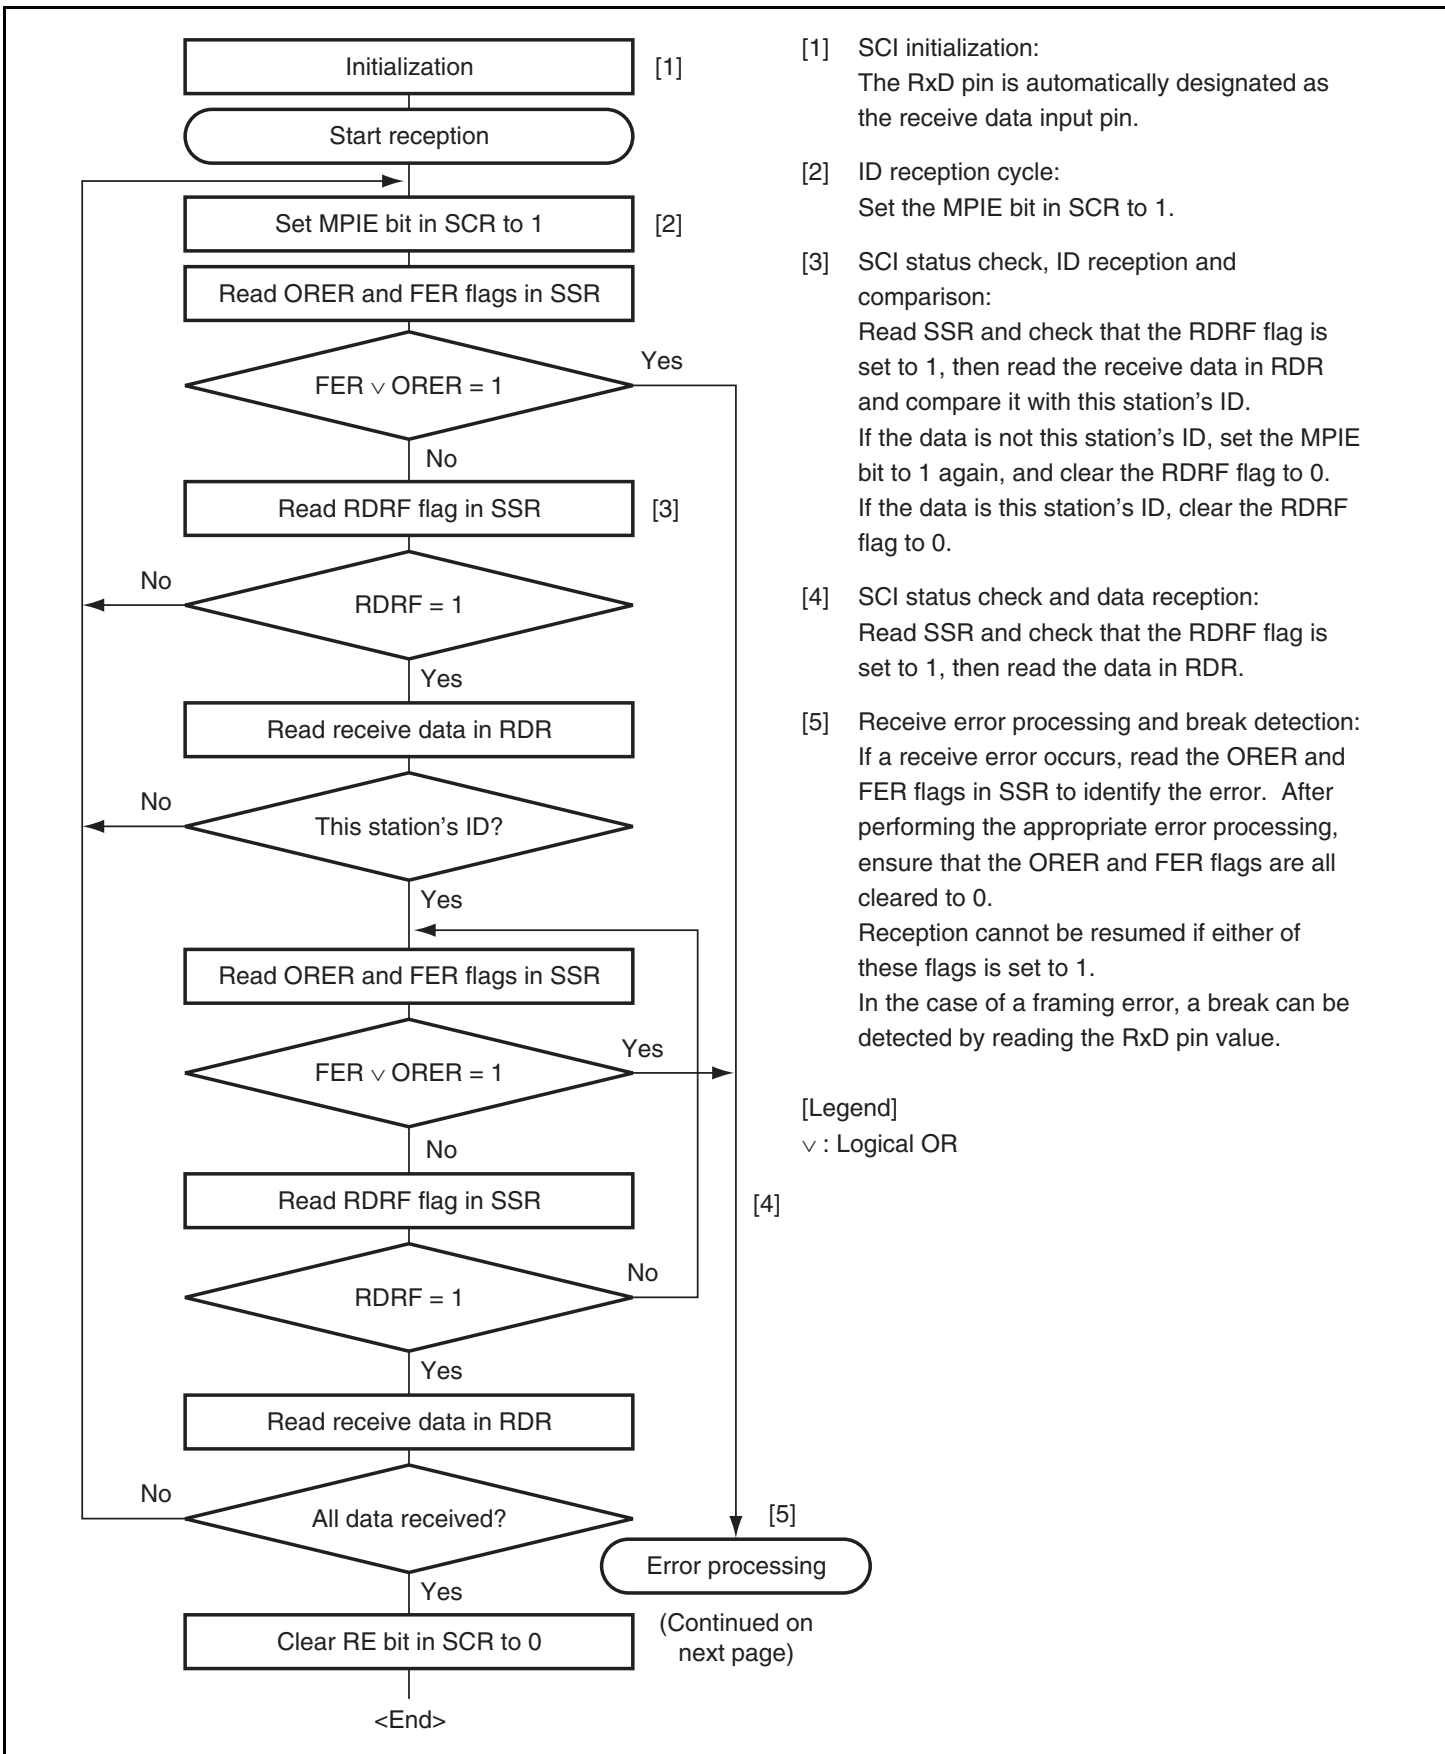 Initialization
[1]
Start reception
Set MPIE bit in SCR to 1
[2]
Read ORER and FER flags in SSR
FER ∨ ORER = 1
Yes
No
Read RDRF flag in SSR
[3]
No
RDRF = 1
Yes
Read receive data in RDR
No
This station's ID?
Yes
Read ORER and FER flags in SSR
FER ∨ ORER = 1
Yes
No
Read RDRF flag in SSR
[4]
RDRF = 1
No
Yes
Read receive data in RDR
No
All data received?
[5]
Error processing
(Continued on
next page)
Yes
Clear RE bit in SCR to 0
<End>
[1] SCI initialization:
The RxD pin is automatically designated as
the receive data input pin.
[2] ID reception cycle:
Set the MPIE bit in SCR to 1.
[3] SCI status check, ID reception and
comparison:
Read SSR and check that the RDRF flag is
set to 1, then read the receive data in RDR
and compare it with this station's ID.
If the data is not this station's ID, set the MPIE
bit to 1 again, and clear the RDRF flag to 0.
If the data is this station's ID, clear the RDRF
flag to 0.
[4] SCI status check and data reception:
Read SSR and check that the RDRF flag is
set to 1, then read the data in RDR.
[5] Receive error processing and break detection:
If a receive error occurs, read the ORER and
FER flags in SSR to identify the error. After
performing the appropriate error processing,
ensure that the ORER and FER flags are all
cleared to 0.
Reception cannot be resumed if either of
these flags is set to 1.
In the case of a framing error, a break can be
detected by reading the RxD pin value.
[Legend]
∨ : Logical OR